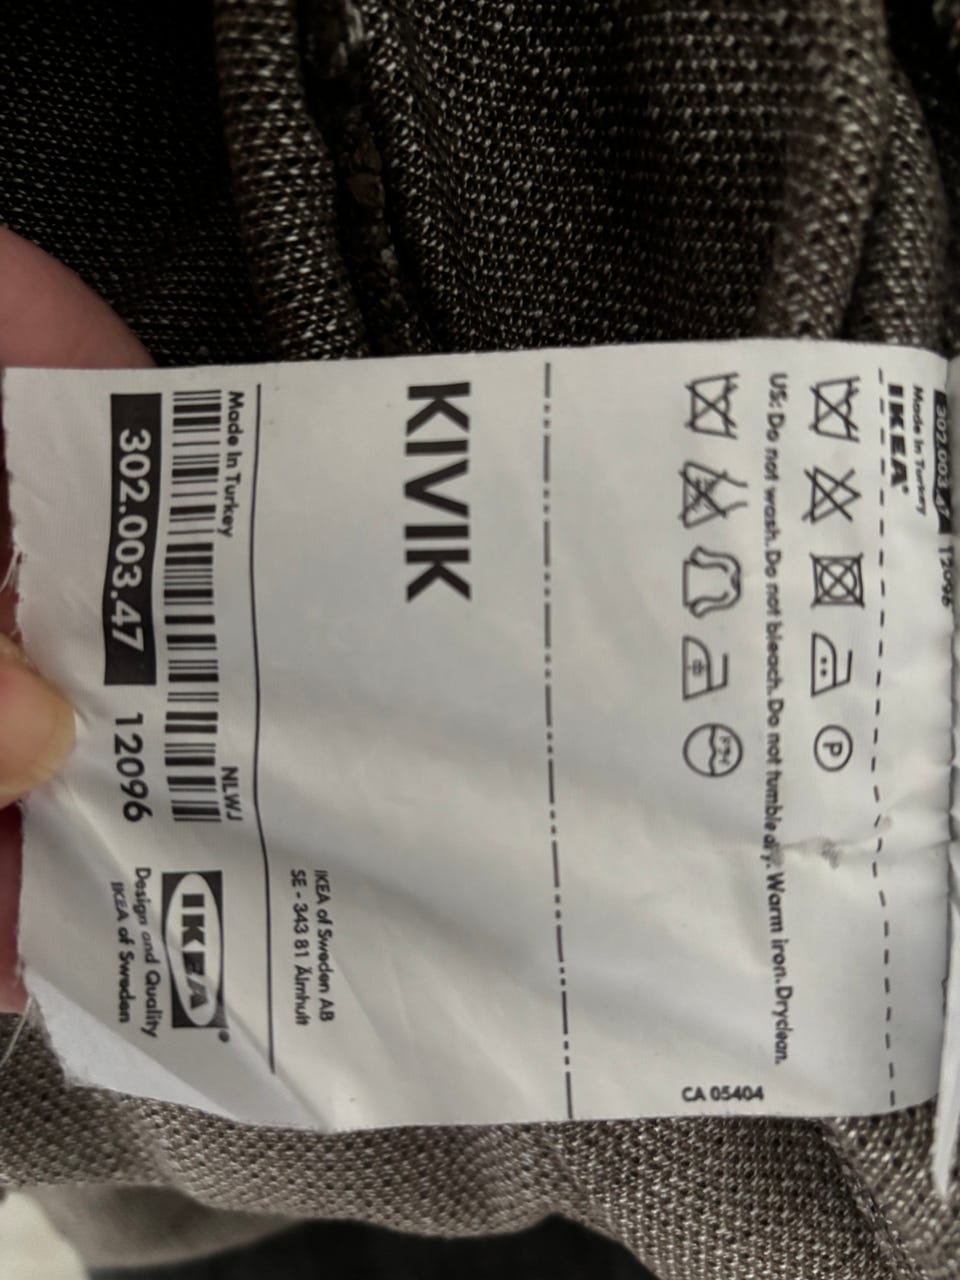 302.003.47 12096
Made In Turkey
IKEA®
P
US: Do not wash. Do not bleach. Do not tumble dry. Warm iron. Dryclean.
CA 05404
KIVIK
IKEA of Sweden AB
SE - 343 81 Älmhult
Made In Turkey NLWJ
302.003.47 12096
IKEA®
Design and Quality
IKEA of Sweden